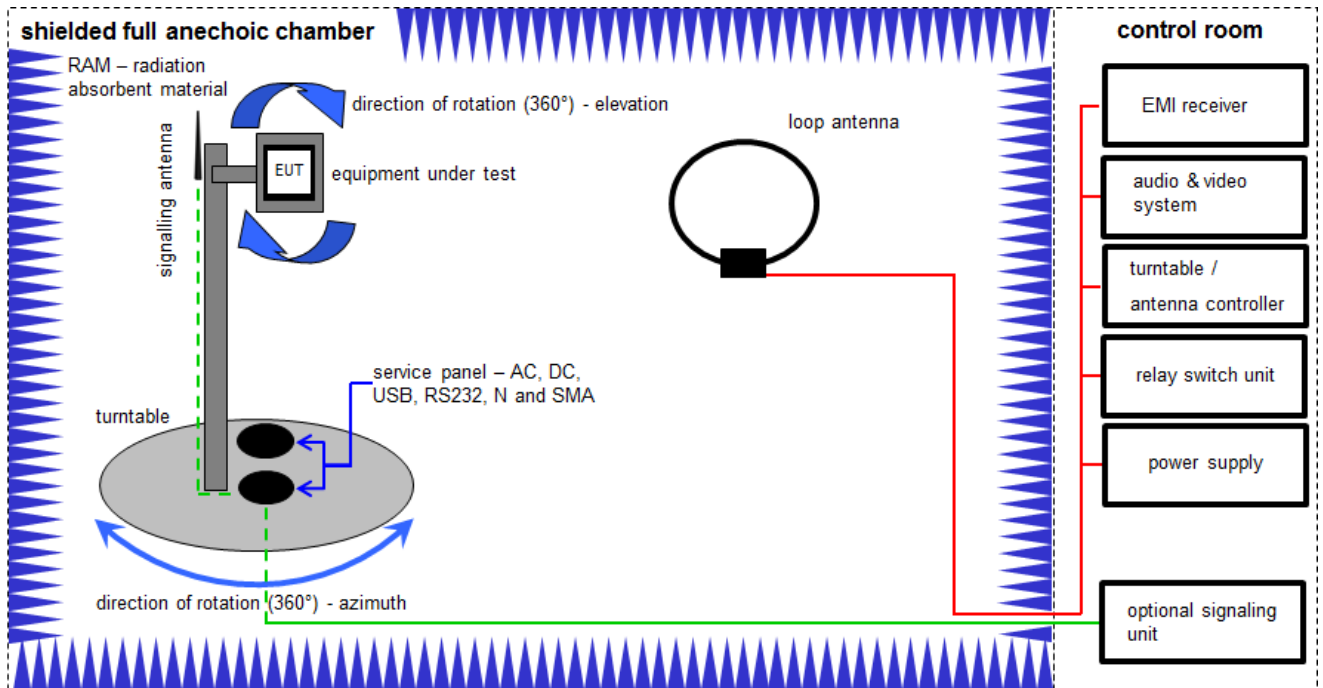 shielded full anechoic chamber
control room
RAM – radiation
absorbent material
direction of rotation (360°) - elevation
signalling antenna
EUT
equipment under test
loop antenna
EMI receiver
audio & video
system
turntable /
antenna controller
relay switch unit
power supply
service panel – AC, DC,
USB, RS232, N and SMA
turntable
direction of rotation (360°) - azimuth
optional signaling
unit